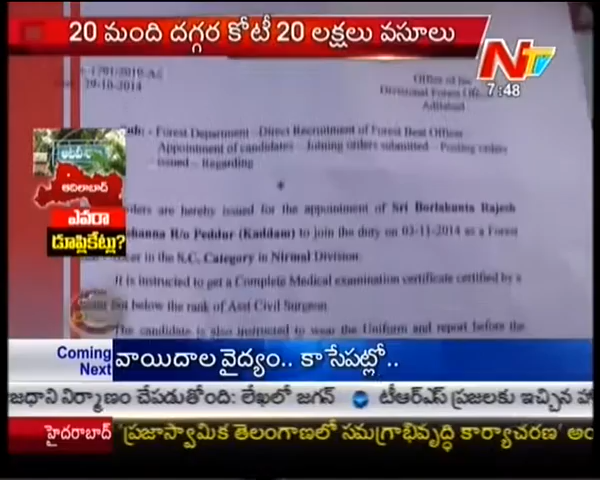 20 మంది దగ్గర కోటీ 20 లక్షలు వసూలు
NTV
7:48
29-10-2014
Office of the
Divisional Forest
Adilabad
Sub: - Forest Department - Direct Recruitment of Forest Beat Officer
Appointment of candidates - Joining orders submitted - Posting orders
issued - Regarding
*
are hereby issued for the appointment of Sri Borlakunta Rajesh
R/o Peddur (Kaddam) to join the duty on 03-11-2014 as a Forest
in the S.C. Category in Nirmal Division.
It is instructed to get a Complete Medical examination certificate certified by a
not below the rank of Asst Civil Surgeon.
The candidate is also instructed to wear the Uniform and report before the
ఆదిలాబాద్
ఎవరా
డూప్లికేట్లు?
Coming
Next
వాయిదాల వైద్యం.. కాసేపట్లో..
జధాని నిర్మాణం చేపడుతోంది: లేఖలో జగన్ టీఆర్ఎస్ ప్రజలకు ఇచ్చిన
హైదరాబాద్ 'ప్రజాస్వామిక తెలంగాణలో సమగ్రాభివృద్ధి కార్యాచరణ'